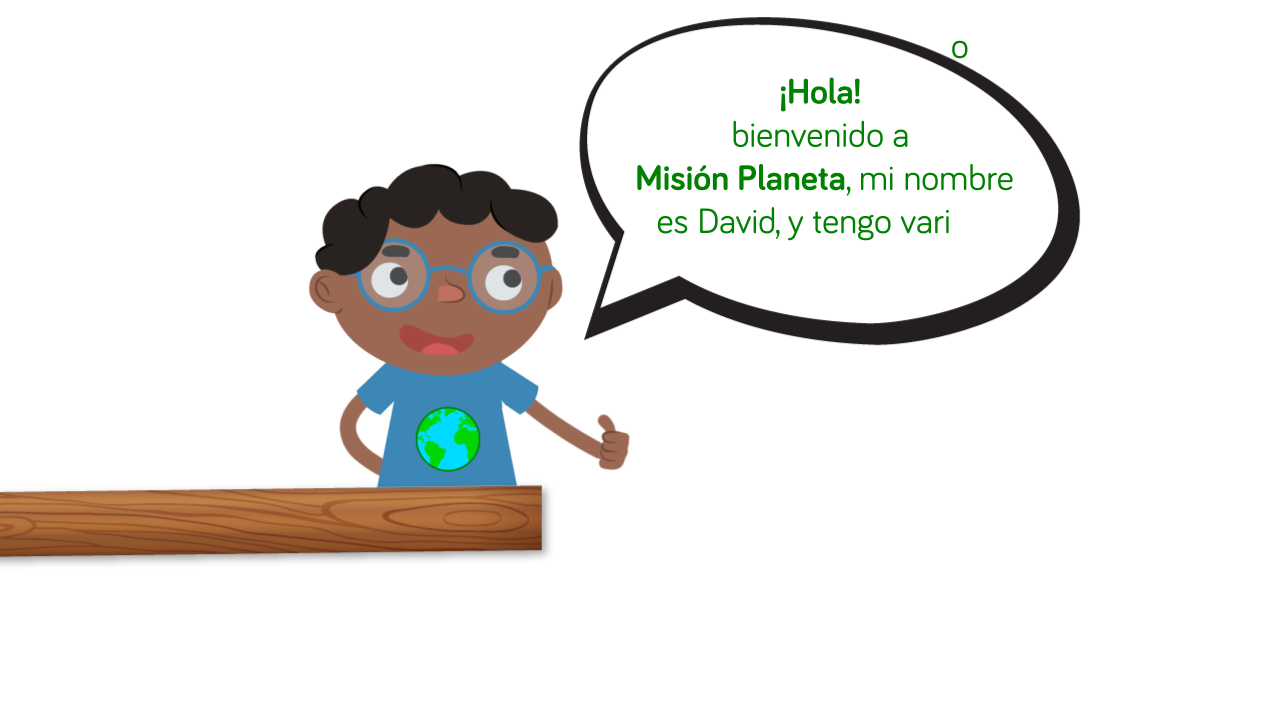 o
¡Hola!
bienvenido a
Misión Planeta, mi nombre
es David, y tengo vari